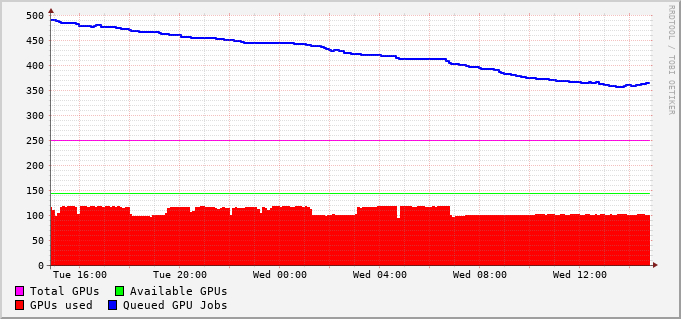 500
450
400
350
300
250
200
150
100
50
0
Tue 16:00 Tue 20:00 Wed 00:00 Wed 04:00 Wed 08:00 Wed 12:00
Total GPUs Available GPUs
GPUs used Queued GPU Jobs
RRDTOOL / TOBI OETIKER